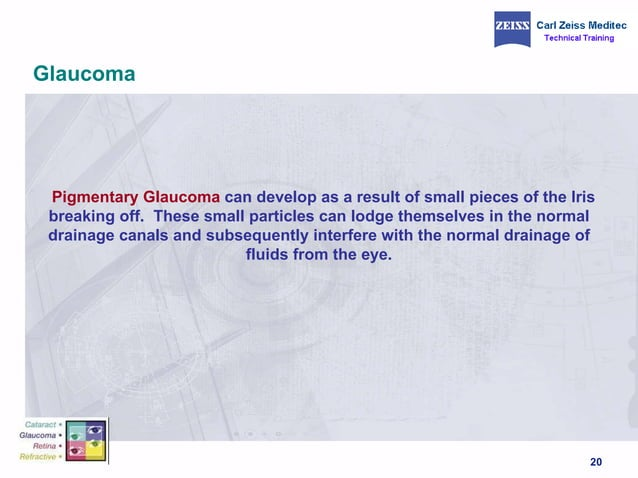 ZEISS Carl Zeiss Meditec
Technical Training
Glaucoma
Pigmentary Glaucoma can develop as a result of small pieces of the Iris
breaking off.  These small particles can lodge themselves in the normal
drainage canals and subsequently interfere with the normal drainage of
fluids from the eye.
Cataract •
Glaucoma •
Retina •
Refractive •
20